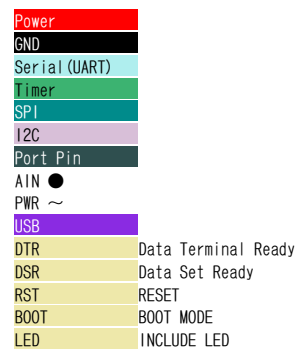 Power
GND
Serial(UART)
Timer
SPI
I2C
Port Pin
AIN ●
PWR ～
USB
DTR Data Terminal Ready
DSR Data Set Ready
RST RESET
BOOT BOOT MODE
LED INCLUDE LED